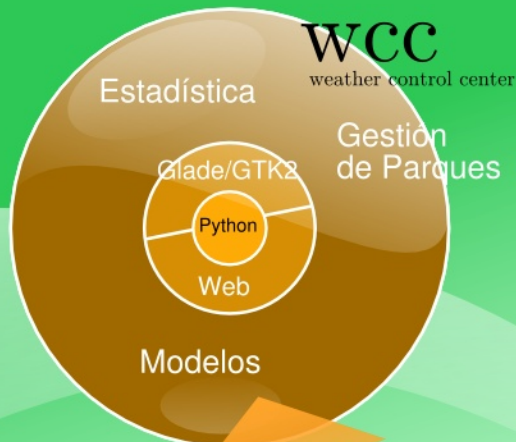 wcc
weather control center
Estadística
Gestión
de Parques
Glade/GTK2
Python
Web
Modelos